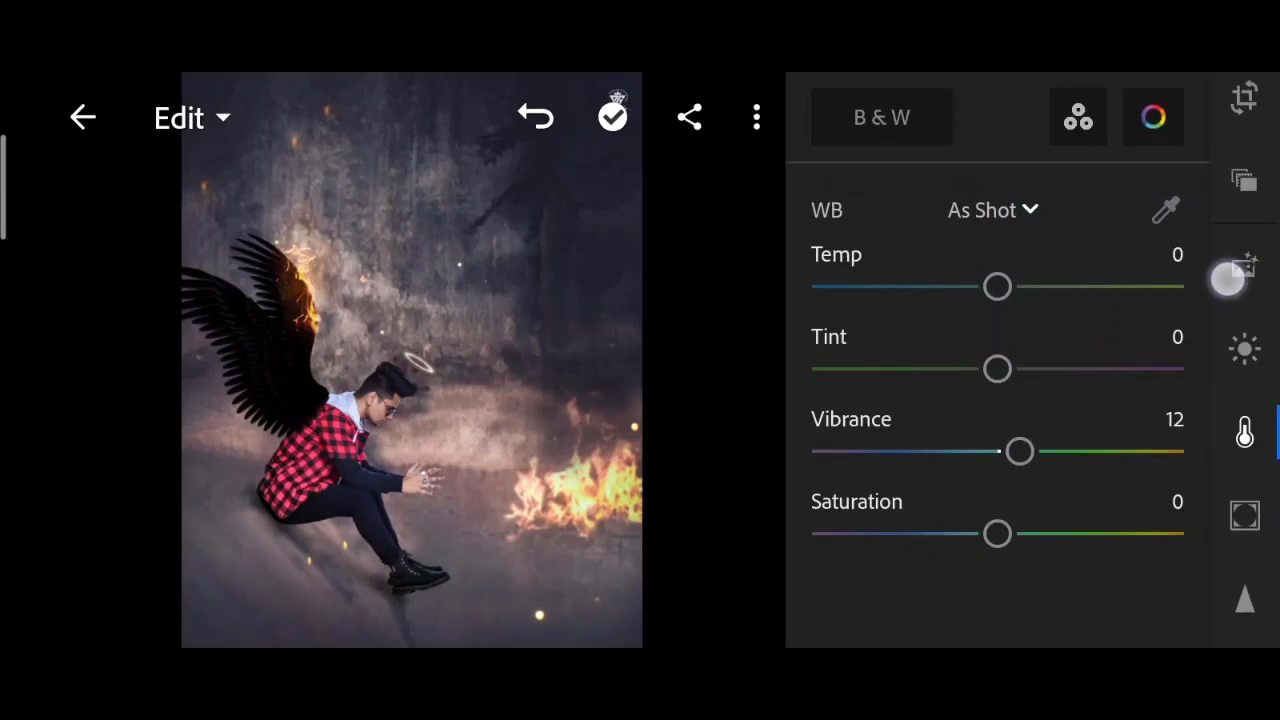 Edit
B & W
WB As Shot
Temp 0
Tint 0
Vibrance 12
Saturation 0